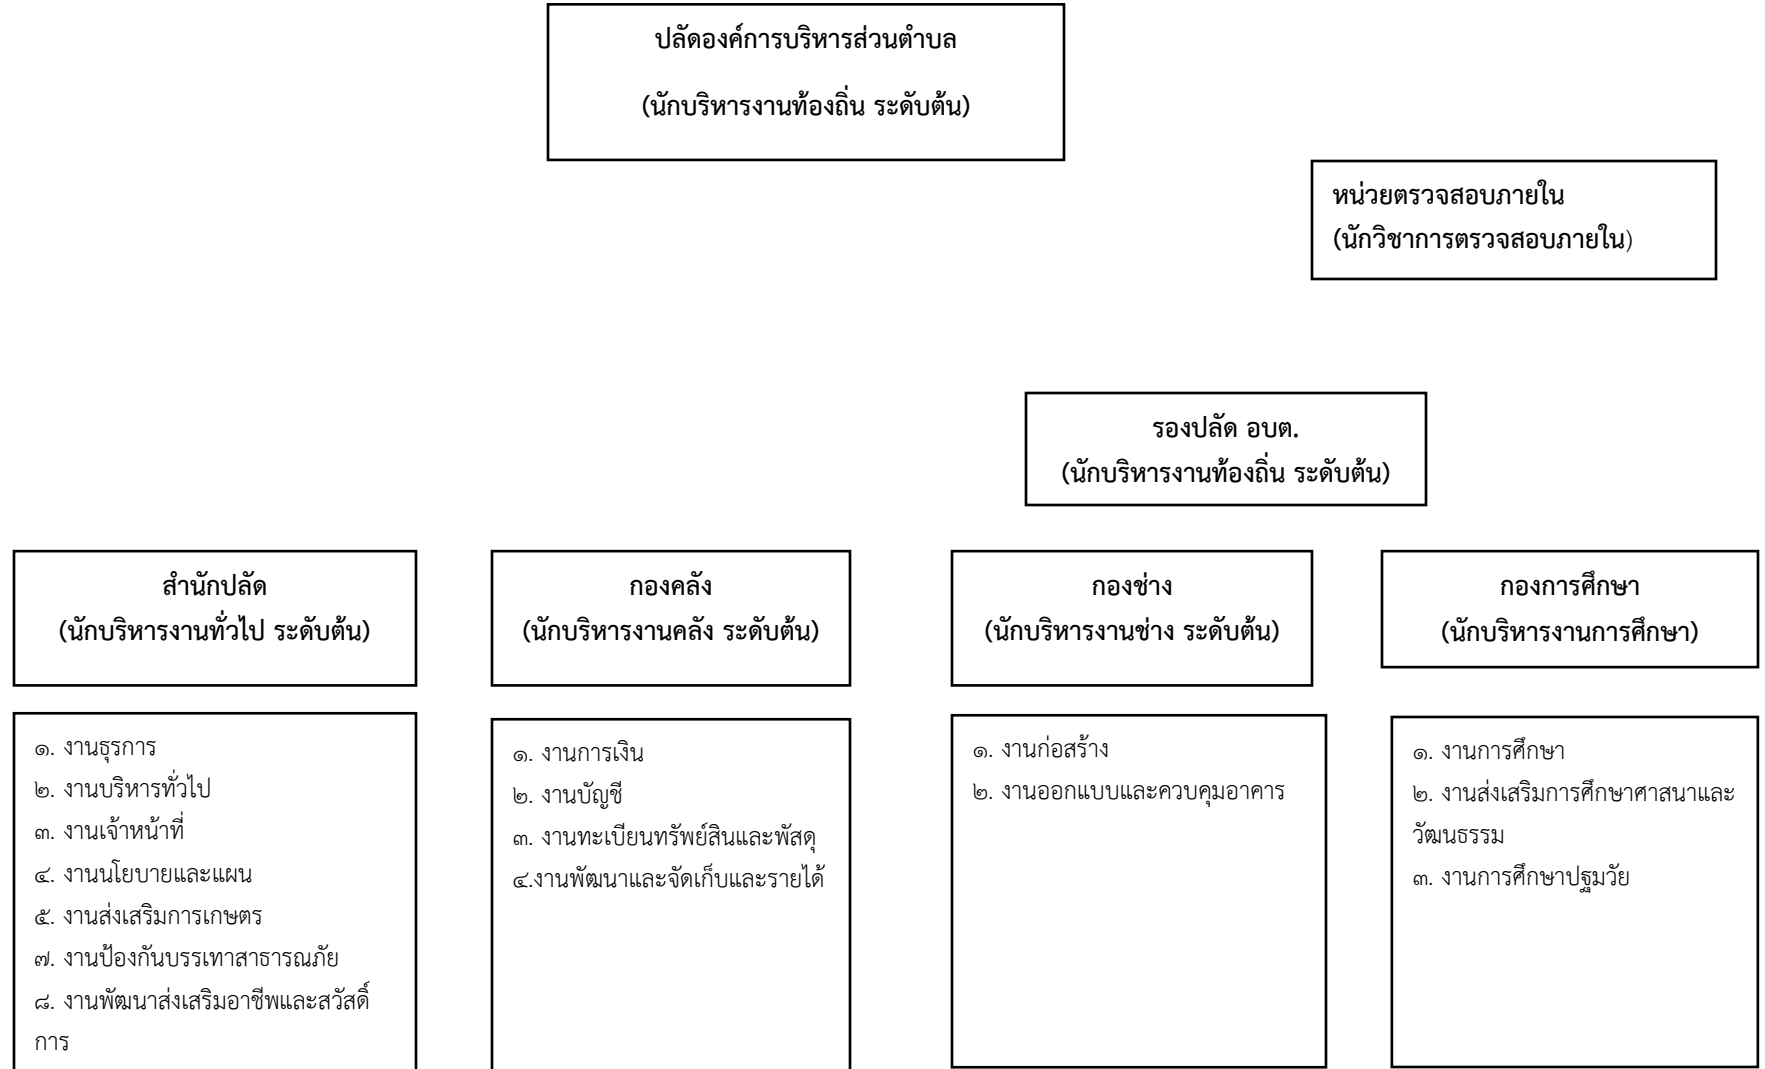 ปลัดองค์การบริหารส่วนตำบล
(นักบริหารงานท้องถิ่น ระดับต้น)
หน่วยตรวจสอบภายใน
(นักวิชาการตรวจสอบภายใน)
รองปลัด อบต.
(นักบริหารงานท้องถิ่น ระดับต้น)
สำนักปลัด
(นักบริหารงานทั่วไป ระดับต้น)
กองคลัง
(นักบริหารงานคลัง ระดับต้น)
กองช่าง
(นักบริหารงานช่าง ระดับต้น)
กองการศึกษา
(นักบริหารงานการศึกษา)
๑. งานธุรการ
๒. งานบริหารทั่วไป
๓. งานเจ้าหน้าที่
๔. งานนโยบายและแผน
๕. งานส่งเสริมการเกษตร
๗. งานป้องกันบรรเทาสาธารณภัย
๘. งานพัฒนาส่งเสริมอาชีพและสวัสดิ์
การ
๑. งานการเงิน
๒. งานบัญชี
๓. งานทะเบียนทรัพย์สินและพัสดุ
๔.งานพัฒนาและจัดเก็บและรายได้
๑. งานก่อสร้าง
๒. งานออกแบบและควบคุมอาคาร
๑. งานการศึกษา
๒. งานส่งเสริมการศึกษาศาสนาและ
วัฒนธรรม
๓. งานการศึกษาปฐมวัย